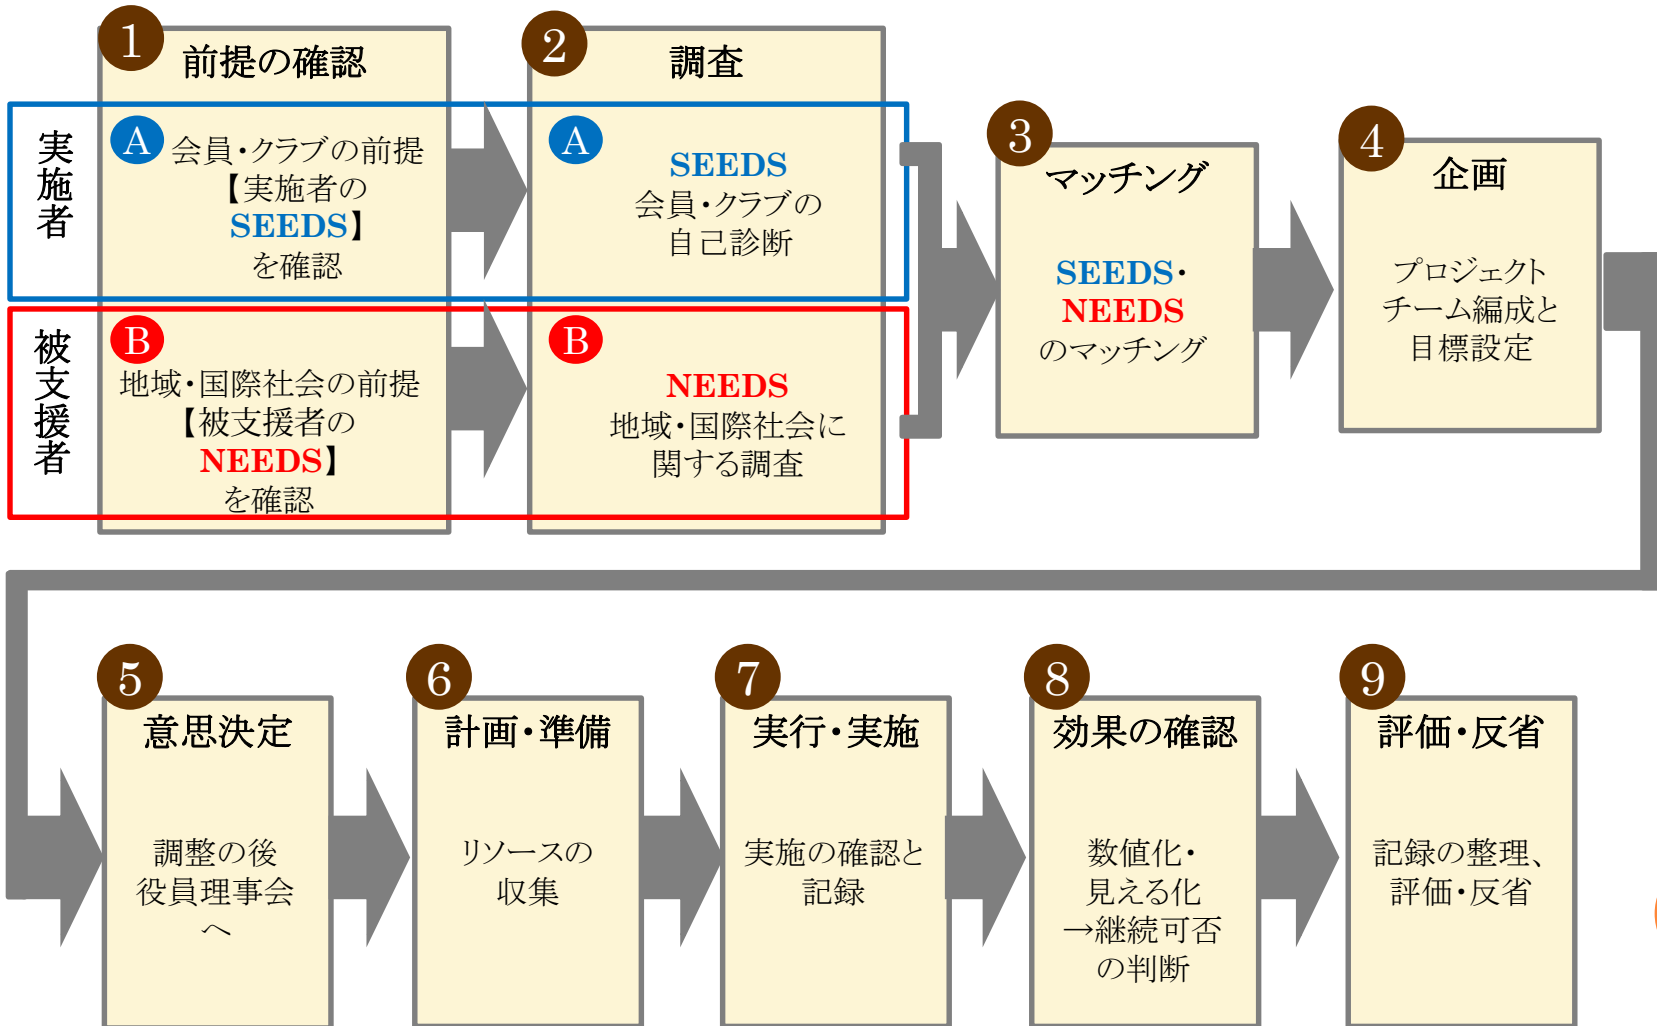 1
前提の確認
実施者
A
会員・クラブの前提
【実施者の
SEEDS】
を確認
被支援者
B
地域・国際社会の前提
【被支援者の
NEEDS】
を確認
2
調査
A
SEEDS
会員・クラブの
自己診断
B
NEEDS
地域・国際社会に
関する調査
3
マッチング
SEEDS・
NEEDS
のマッチング
4
企画
プロジェクト
チーム編成と
目標設定
5
意思決定
調整の後
役員理事会
へ
6
計画・準備
リソースの
収集
7
実行・実施
実施の確認と
記録
8
効果の確認
数値化・
見える化
→継続可否
の判断
9
評価・反省
記録の整理、
評価・反省